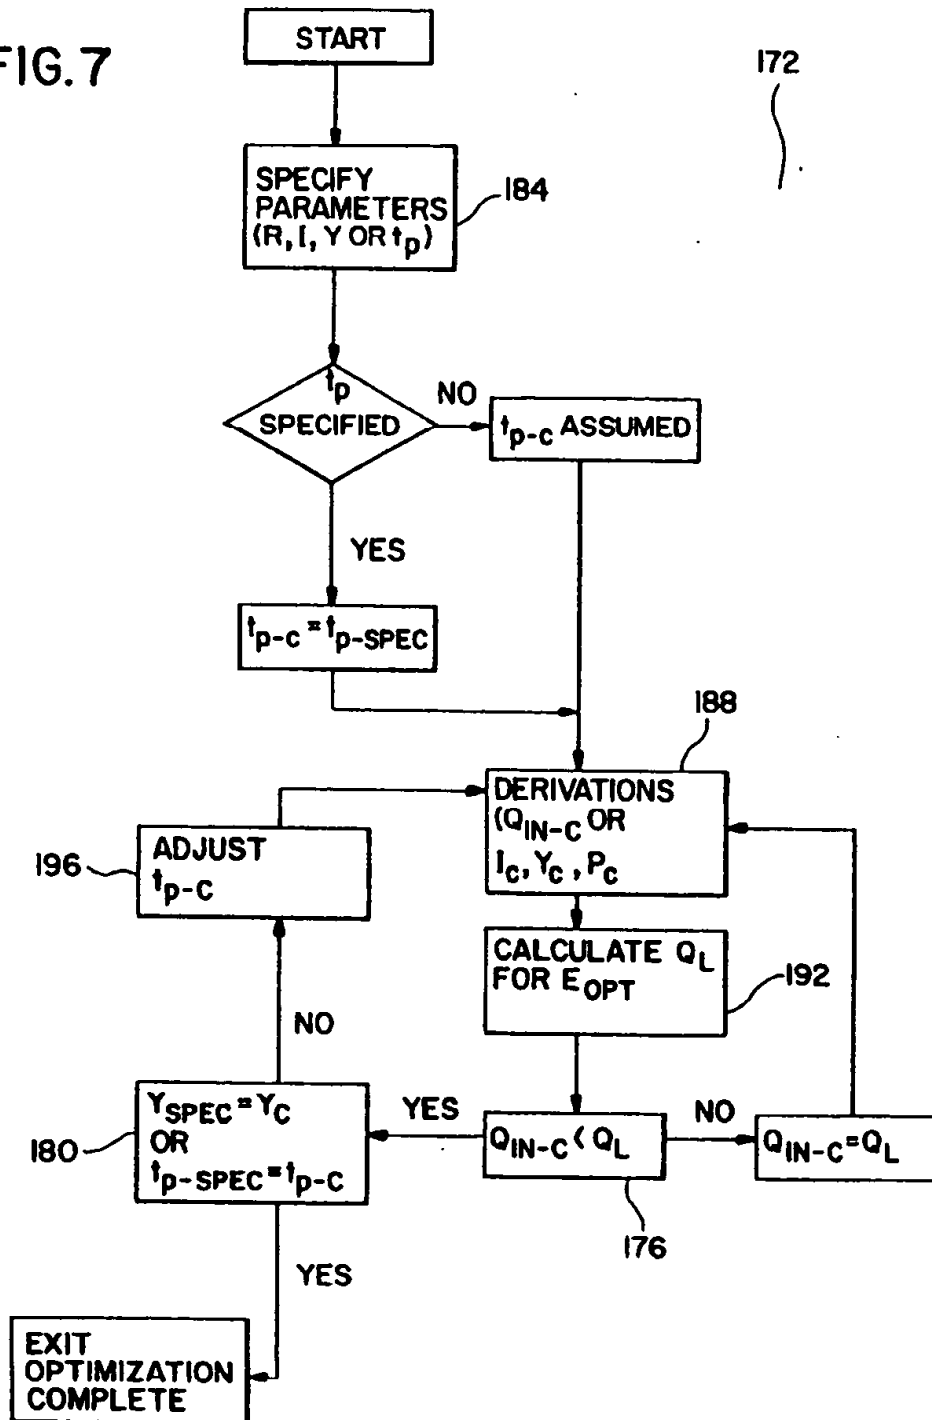 FIG. 7
START
172
SPECIFY
PARAMETERS
(R, I, Y OR tp)
184
tp
SPECIFIED
NO
tp-c ASSUMED
YES
tp-c = tp-SPEC
188
DERIVATIONS
(QIN-C OR
Ic, Yc, Pc
ADJUST
tp-C
196
CALCULATE QL
FOR EOPT
192
NO
YSPEC = YC
OR
tp-SPEC = tp-C
180
YES
QIN-C < QL
NO
QIN-C = QL
176
YES
EXIT
OPTIMIZATION
COMPLETE